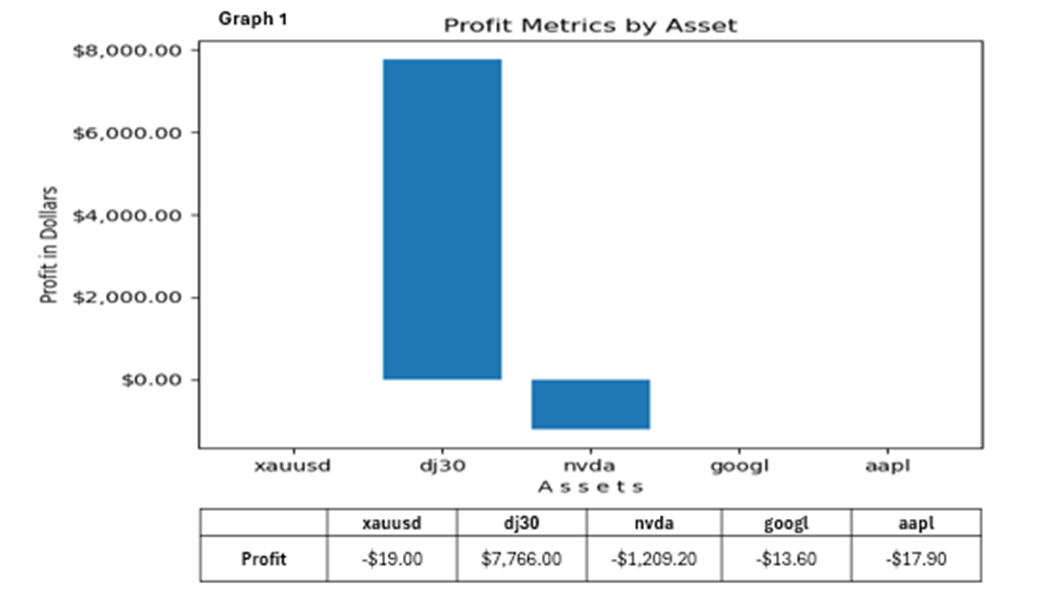 Graph 1
Profit Metrics by Asset
$8,000.00
$6,000.00
$4,000.00
$2,000.00
$0.00
Profit in Dollars
xauusd dj30 nvda googl aapl
Assets
xauusd dj30 nvda googl aapl
Profit -$19.00 $7,766.00 -$1,209.20 -$13.60 -$17.90